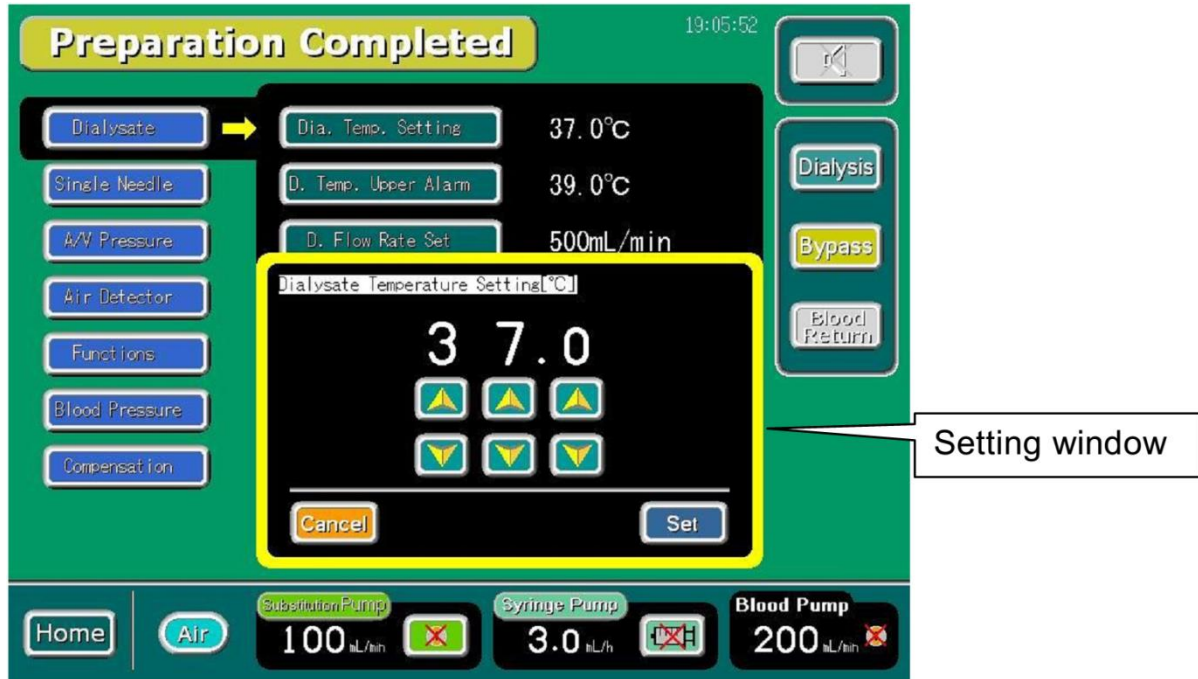 Preparation Completed
19:05:52
Dialysate
Dia. Temp. Setting
37.0℃
Single Needle
D. Temp. Upper Alarm
39.0℃
A/V Pressure
D. Flow Rate Set
500mL/min
Air Detector
Functions
Blood Pressure
Compensation
Dialysate Temperature Setting[℃]
37.0
Cancel
Set
Dialysis
Bypass
Blood
Return
Setting window
Home
Air
Substitution Pump
100 mL/min
Syringe Pump
3.0 mL/h
Blood Pump
200 mL/min